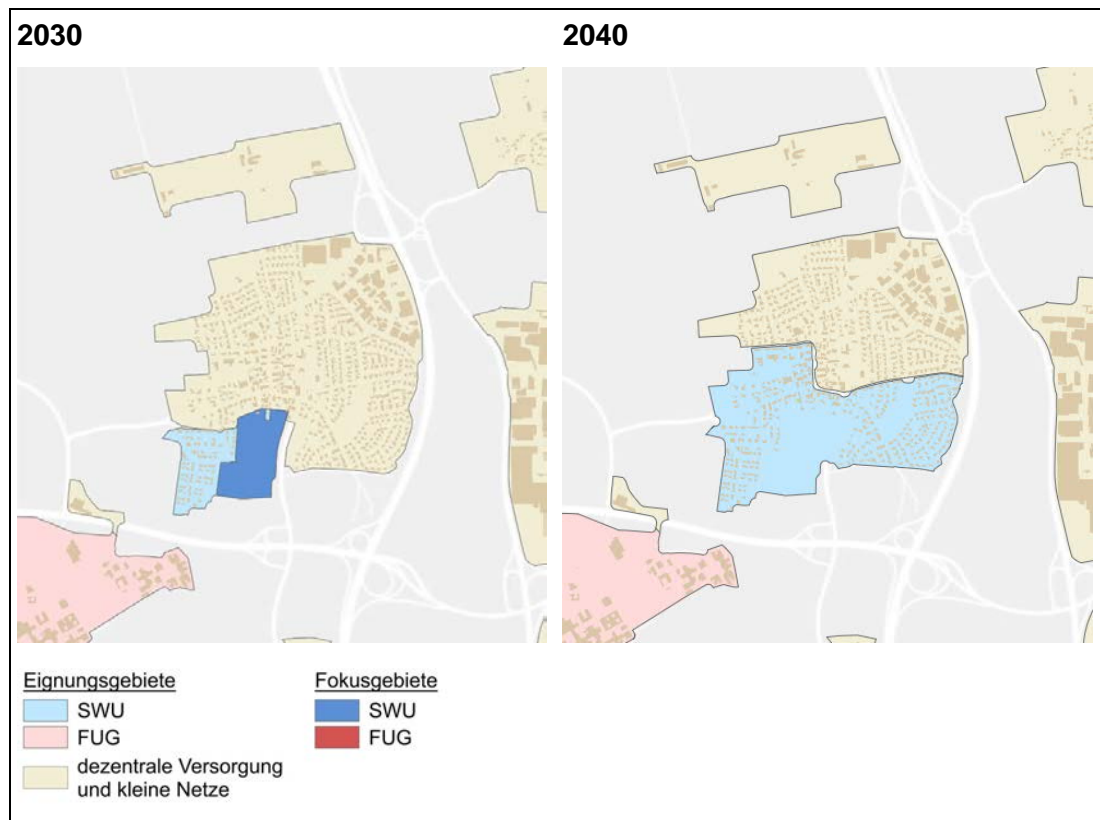 2030
2040
Eignungsgebiete
SWU
FUG
dezentrale Versorgung
und kleine Netze
Fokusgebiete
SWU
FUG